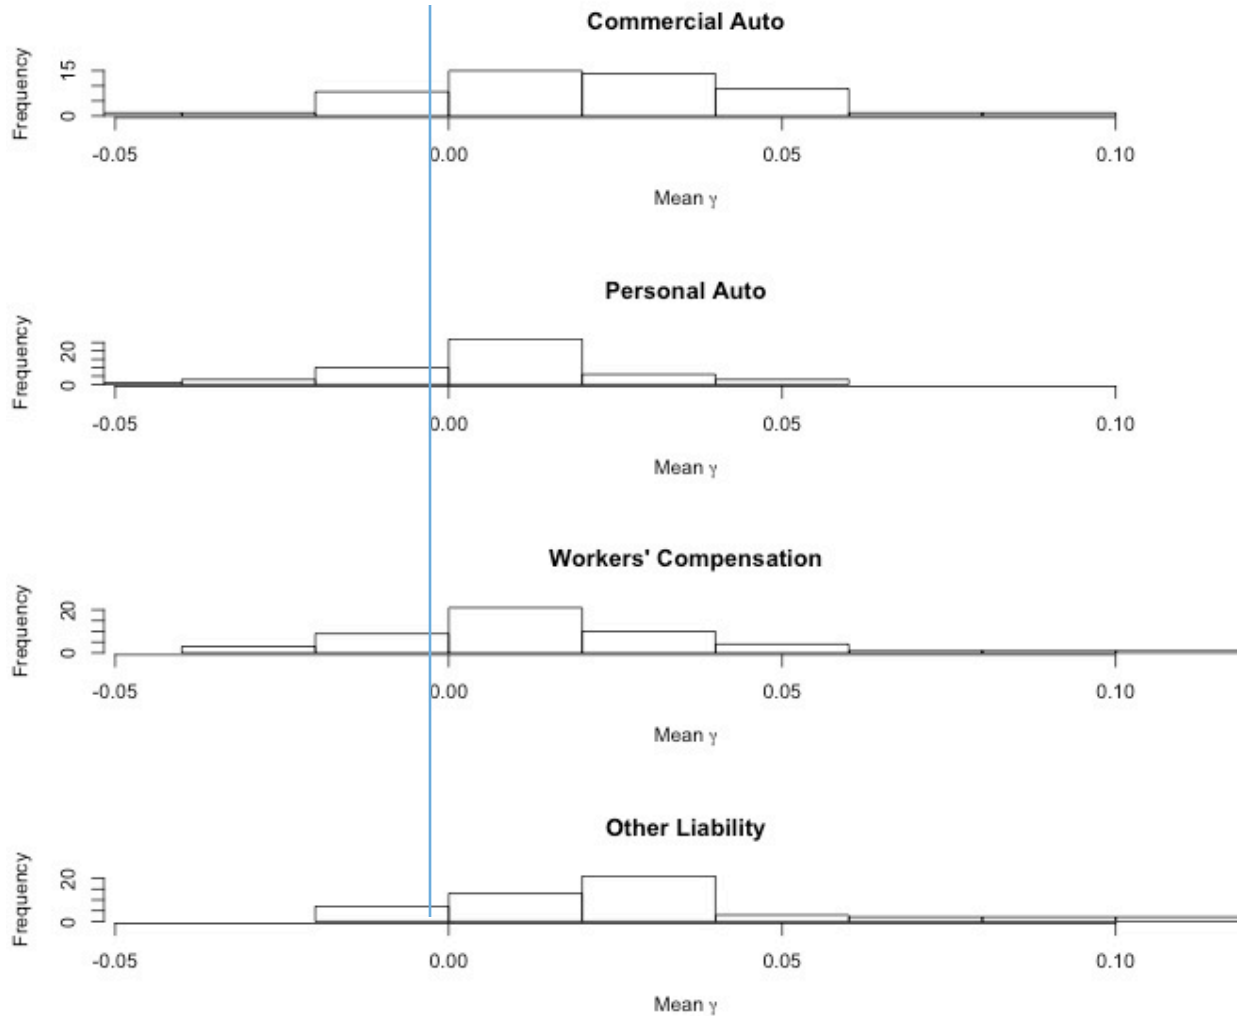 Commercial Auto
Frequency
15
0
-0.05 0.00 0.05 0.10
Mean γ
Personal Auto
Frequency
20
0
-0.05 0.00 0.05 0.10
Mean γ
Workers' Compensation
Frequency
20
0
-0.05 0.00 0.05 0.10
Mean γ
Other Liability
Frequency
20
0
-0.05 0.00 0.05 0.10
Mean γ